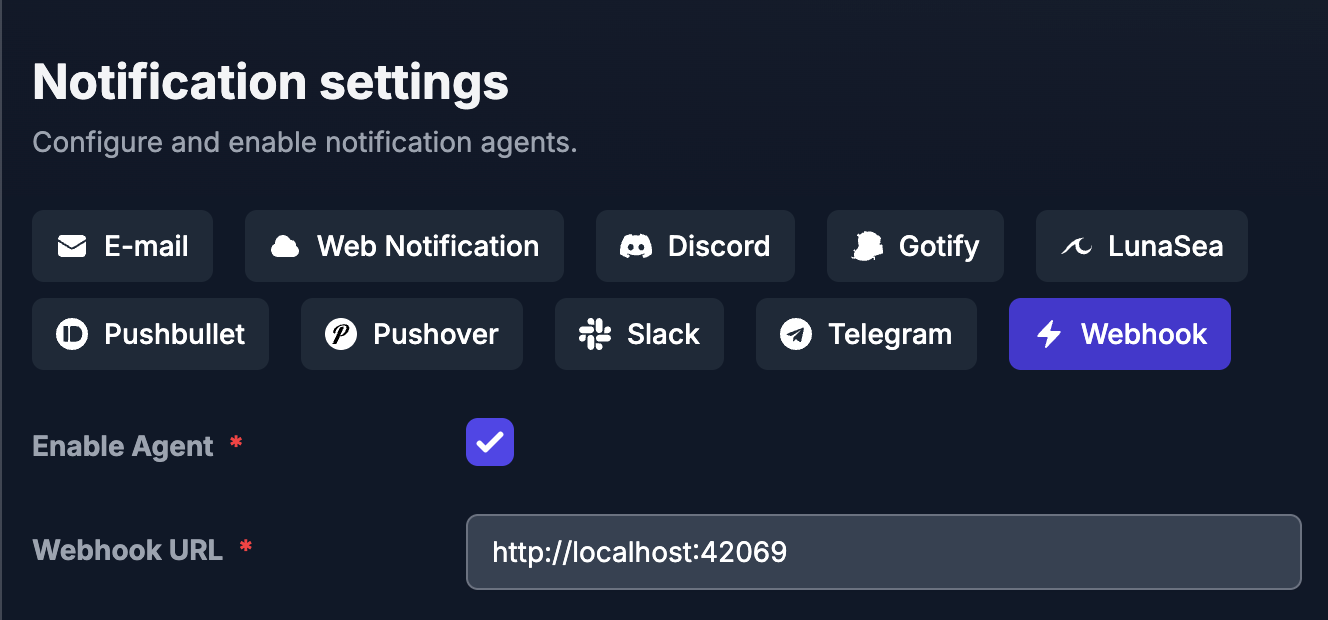 Notification settings
Configure and enable notification agents.
E-mail Web Notification Discord Gotify LunaSea
Pushbullet Pushover Slack Telegram Webhook
Enable Agent *
Webhook URL * http://localhost:42069